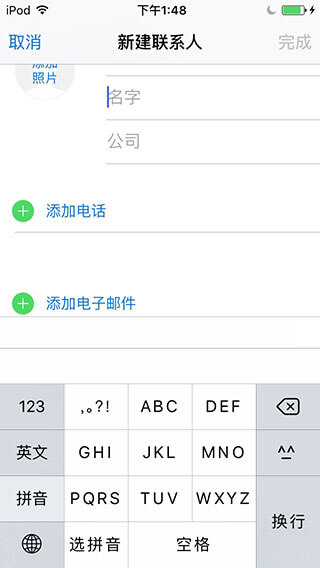 iPod 下午1:48
取消 新建联系人 完成
添加
照片
名字
公司
添加电话
添加电子邮件
123 ,。?! ABC DEF
英文 GHI JKL MNO ^^
拼音 PQRS TUV WXYZ 换行
选拼音 空格